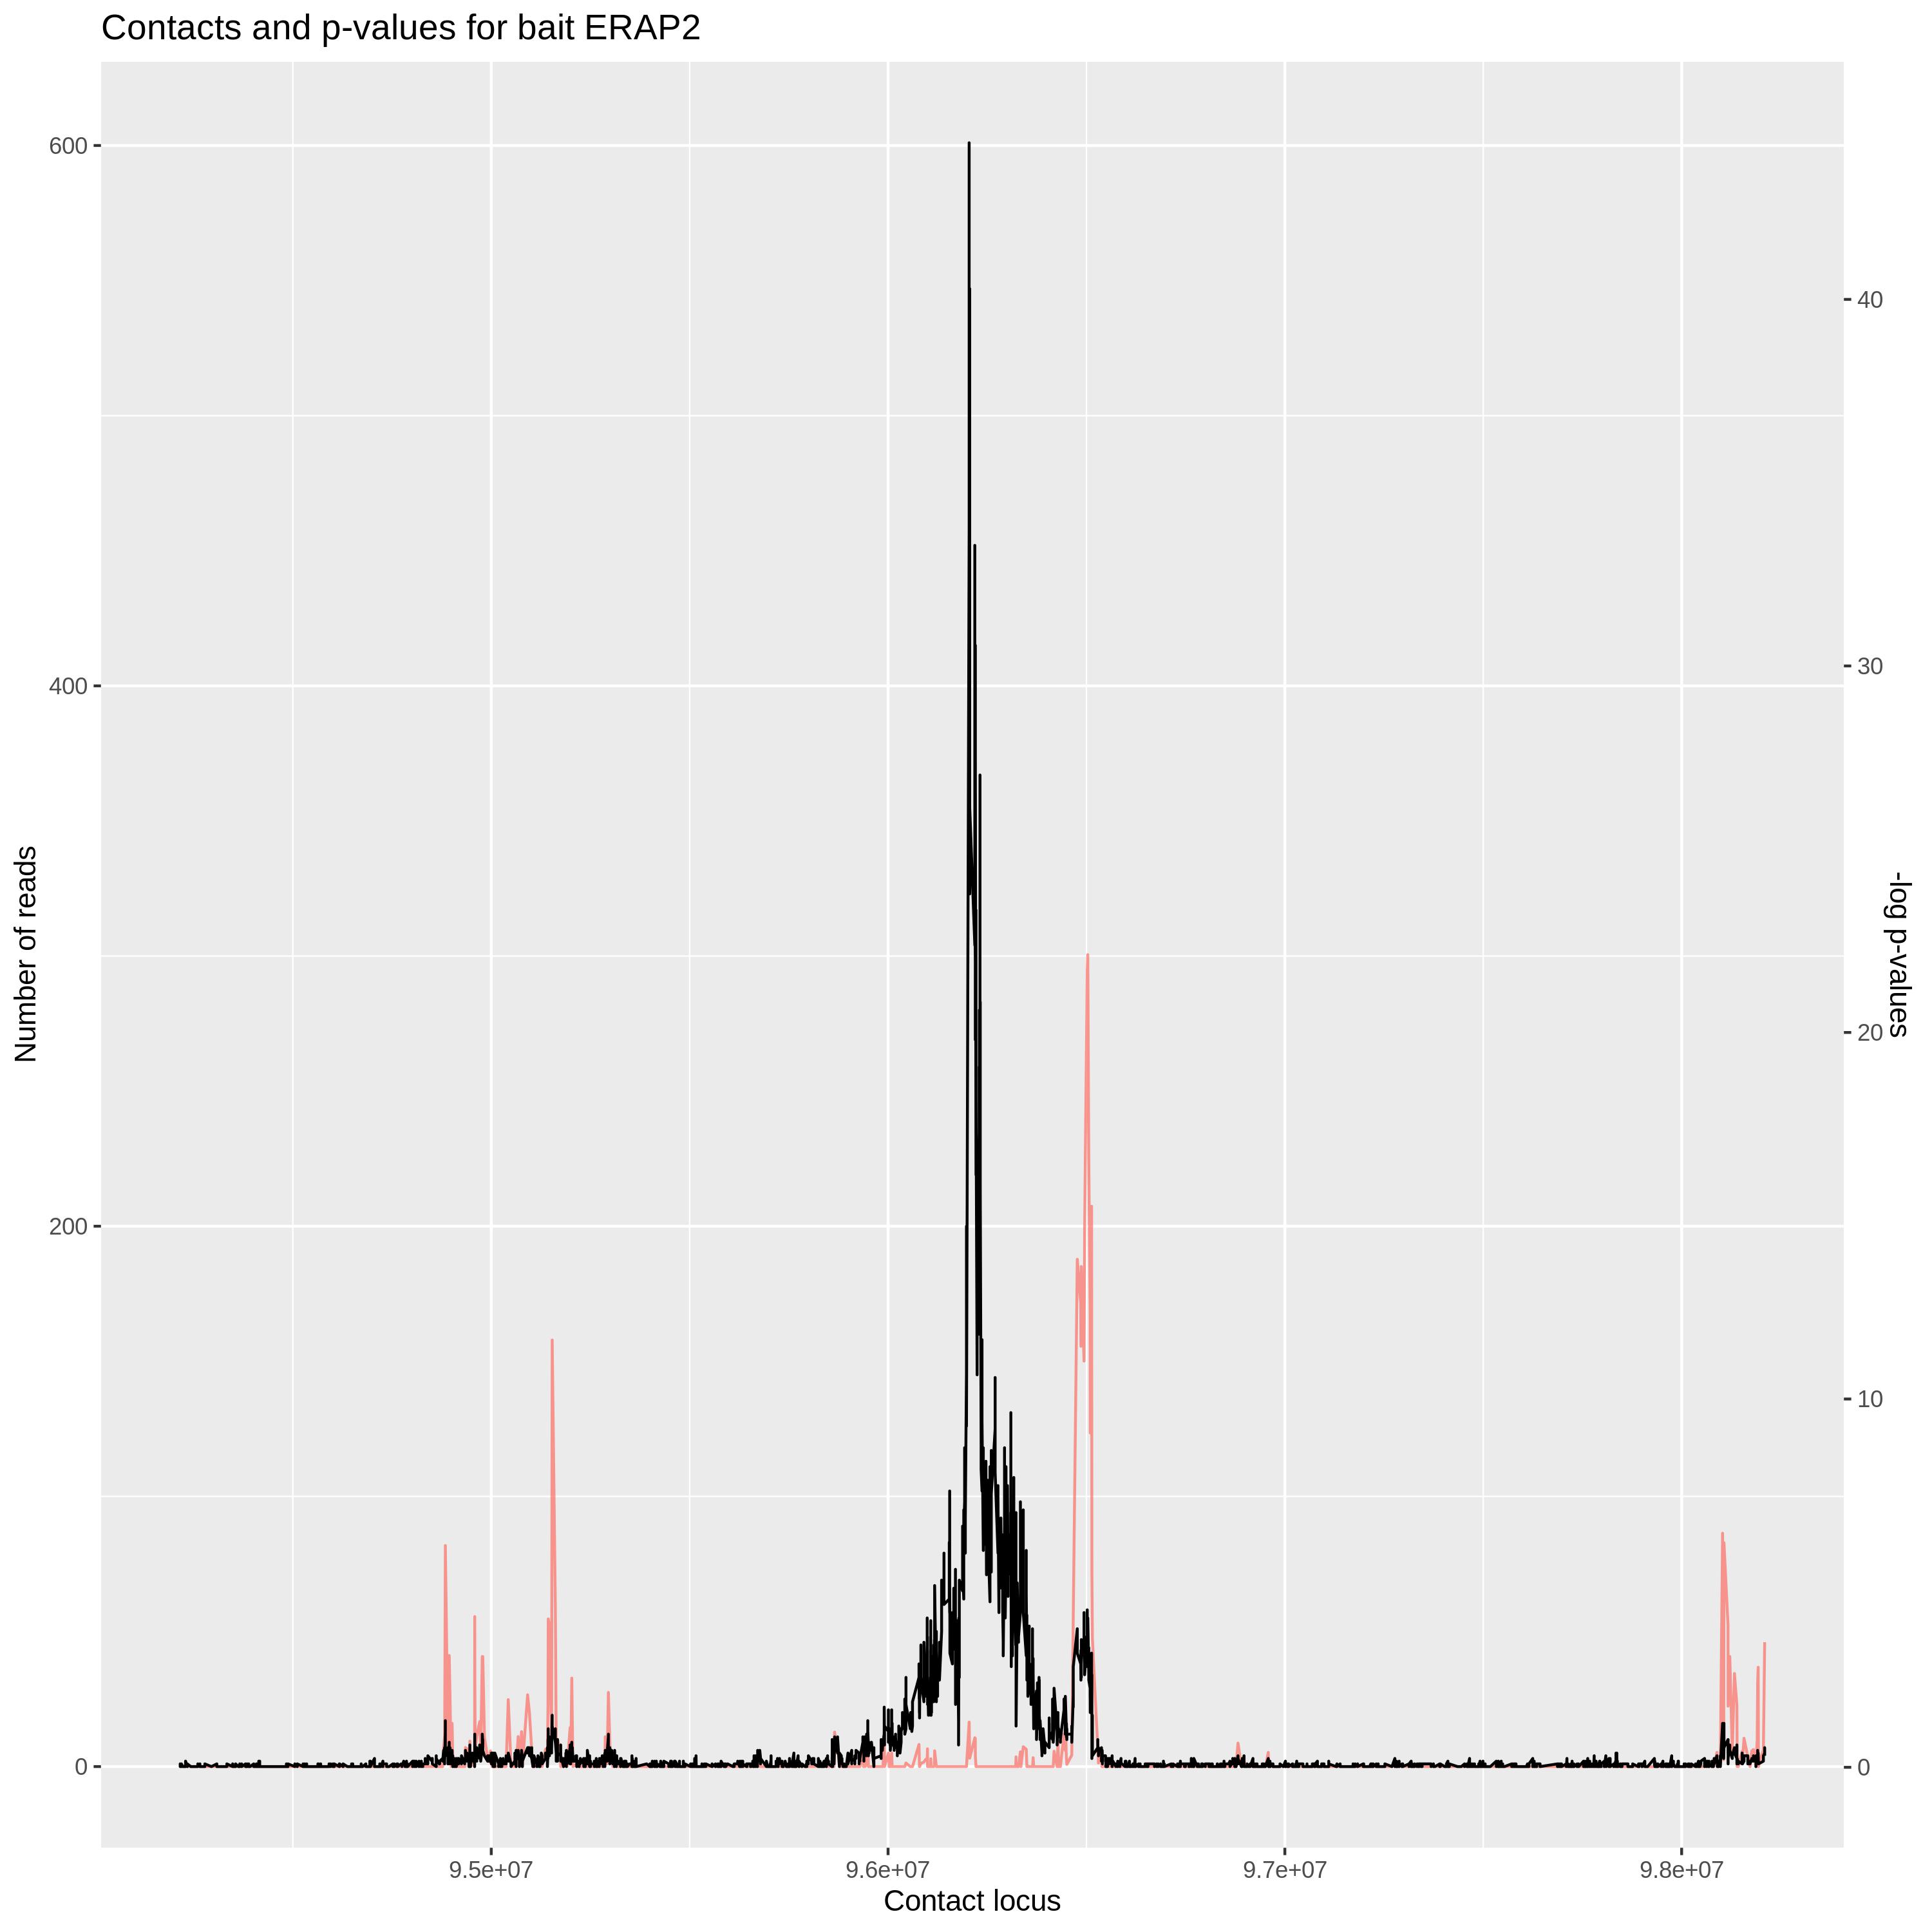 Contacts and p-values for bait ERAP2
600
400
200
0
Number of reads
40
30
20
10
0
-log p-values
9.5e+07
9.6e+07
9.7e+07
9.8e+07
Contact locus